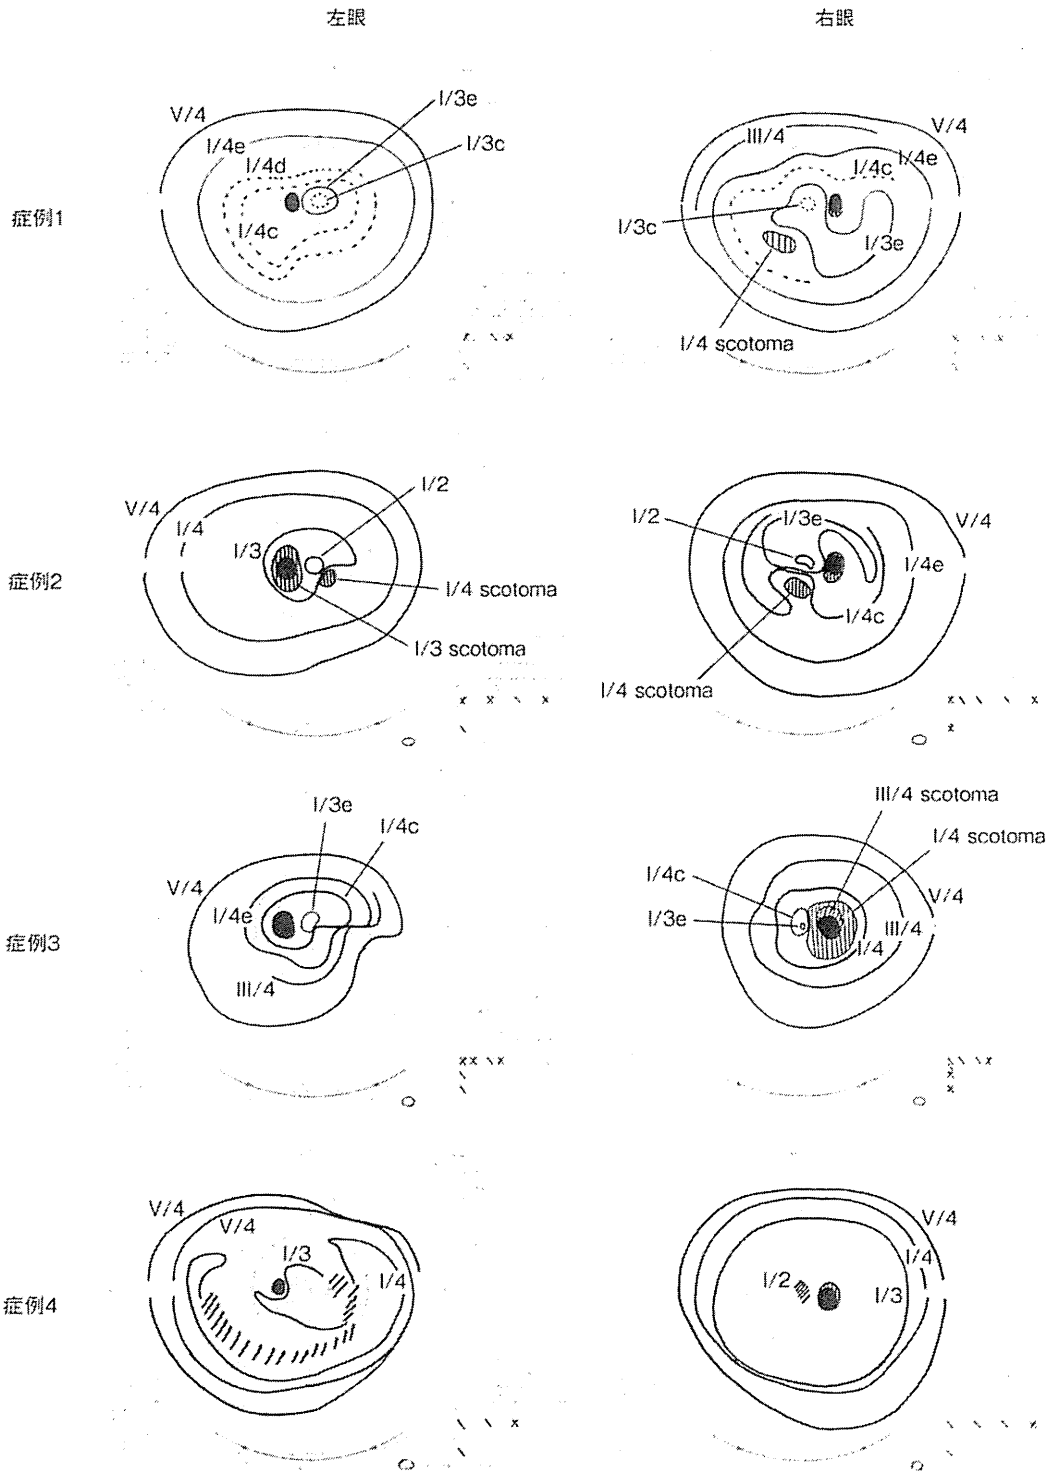 左眼
右眼
症例1
V/4
I/4e
I/4d
I/4c
I/3e
I/3c
III/4
V/4
I/4c
I/4e
I/3c
I/3e
I/4 scotoma
症例2
V/4
I/4
I/3
I/2
I/4 scotoma
I/3 scotoma
I/2
I/3e
V/4
I/4e
I/4c
I/4 scotoma
症例3
I/3e
I/4c
V/4
I/4e
III/4
III/4 scotoma
I/4 scotoma
I/4c
I/3e
V/4
III/4
I/4
症例4
V/4
V/4
I/3
I/4
V/4
I/4
I/2
I/3